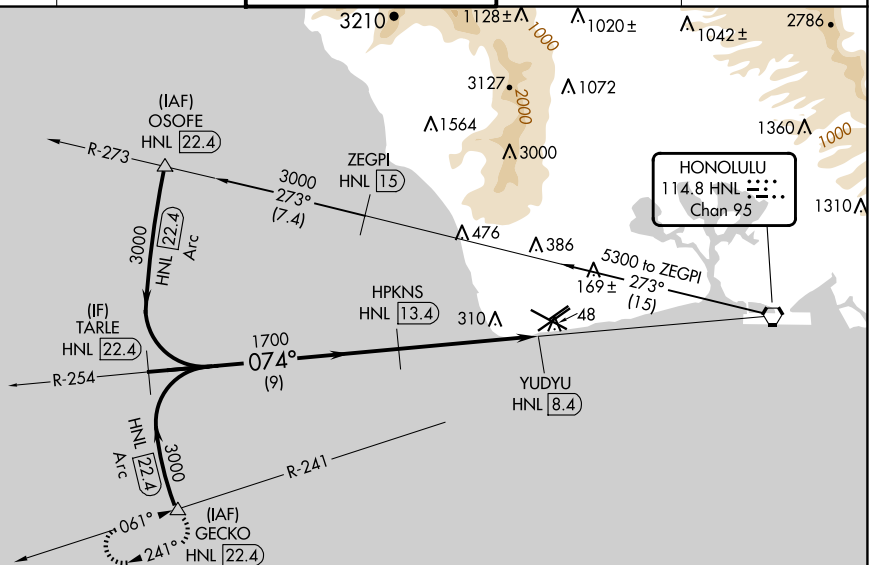 3210
1128±
1000
1020±
1042±
2786
3127
2000
1072
(IAF)
OSOFE
HNL 22.4
1564
1360
1000
R-273
ZEGPI
HNL 15
3000
3000
273°
(7.4)
HONOLULU
114.8 HNL
Chan 95
1310
3000
HNL 22.4
Arc
476
386
5300 to ZEGPI
273°
(15)
169±
HPKNS
HNL 13.4
310
48
(IF)
TARLE
HNL 22.4
1700
074°
(9)
R-254
YUDYU
HNL 8.4
HNL 22.4
Arc
3000
R-241
061°
241°
(IAF)
GECKO
HNL 22.4